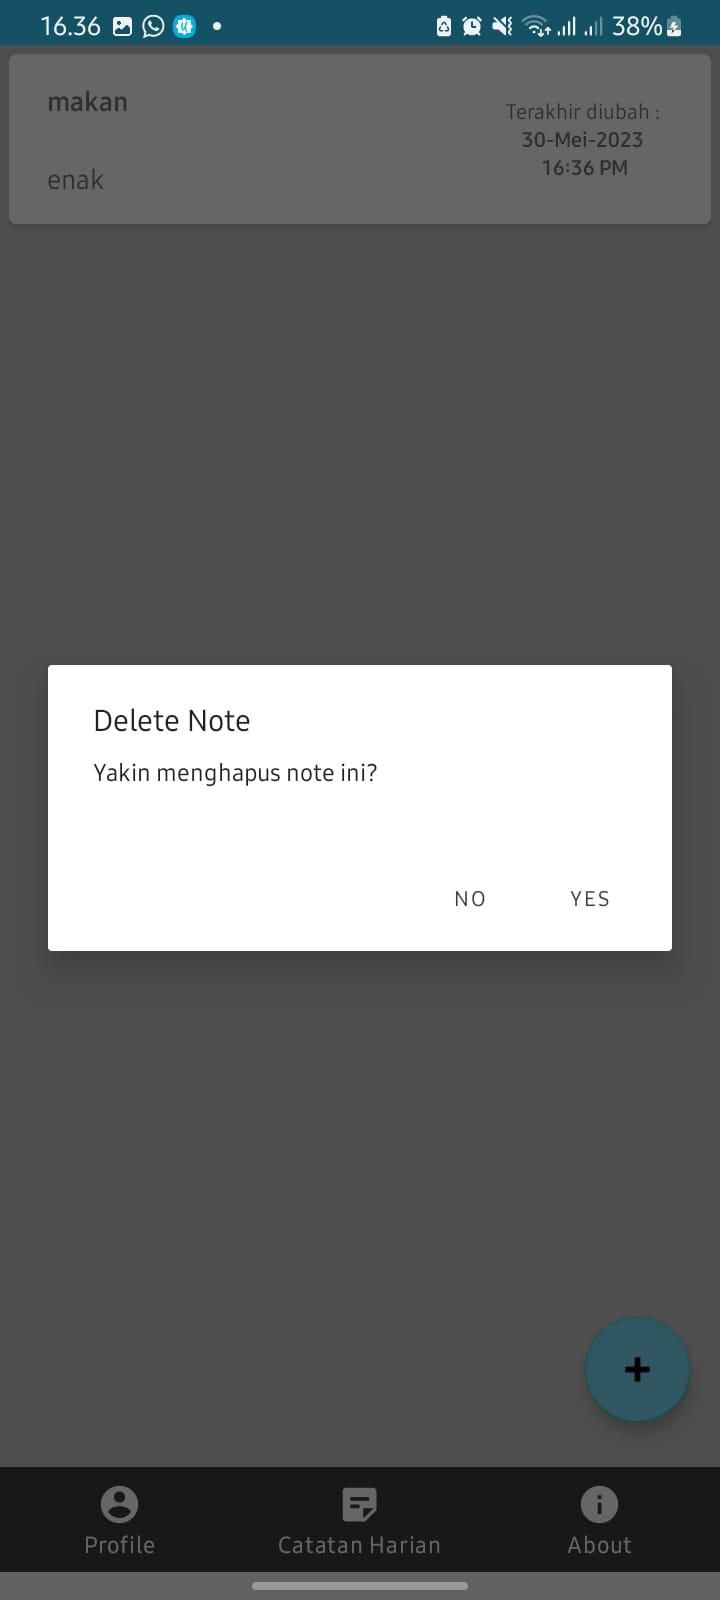 16.36
38%
makan
Terakhir diubah :
30-Mei-2023
16:36 PM
enak
Delete Note
Yakin menghapus note ini?
NO YES
Profile Catatan Harian About